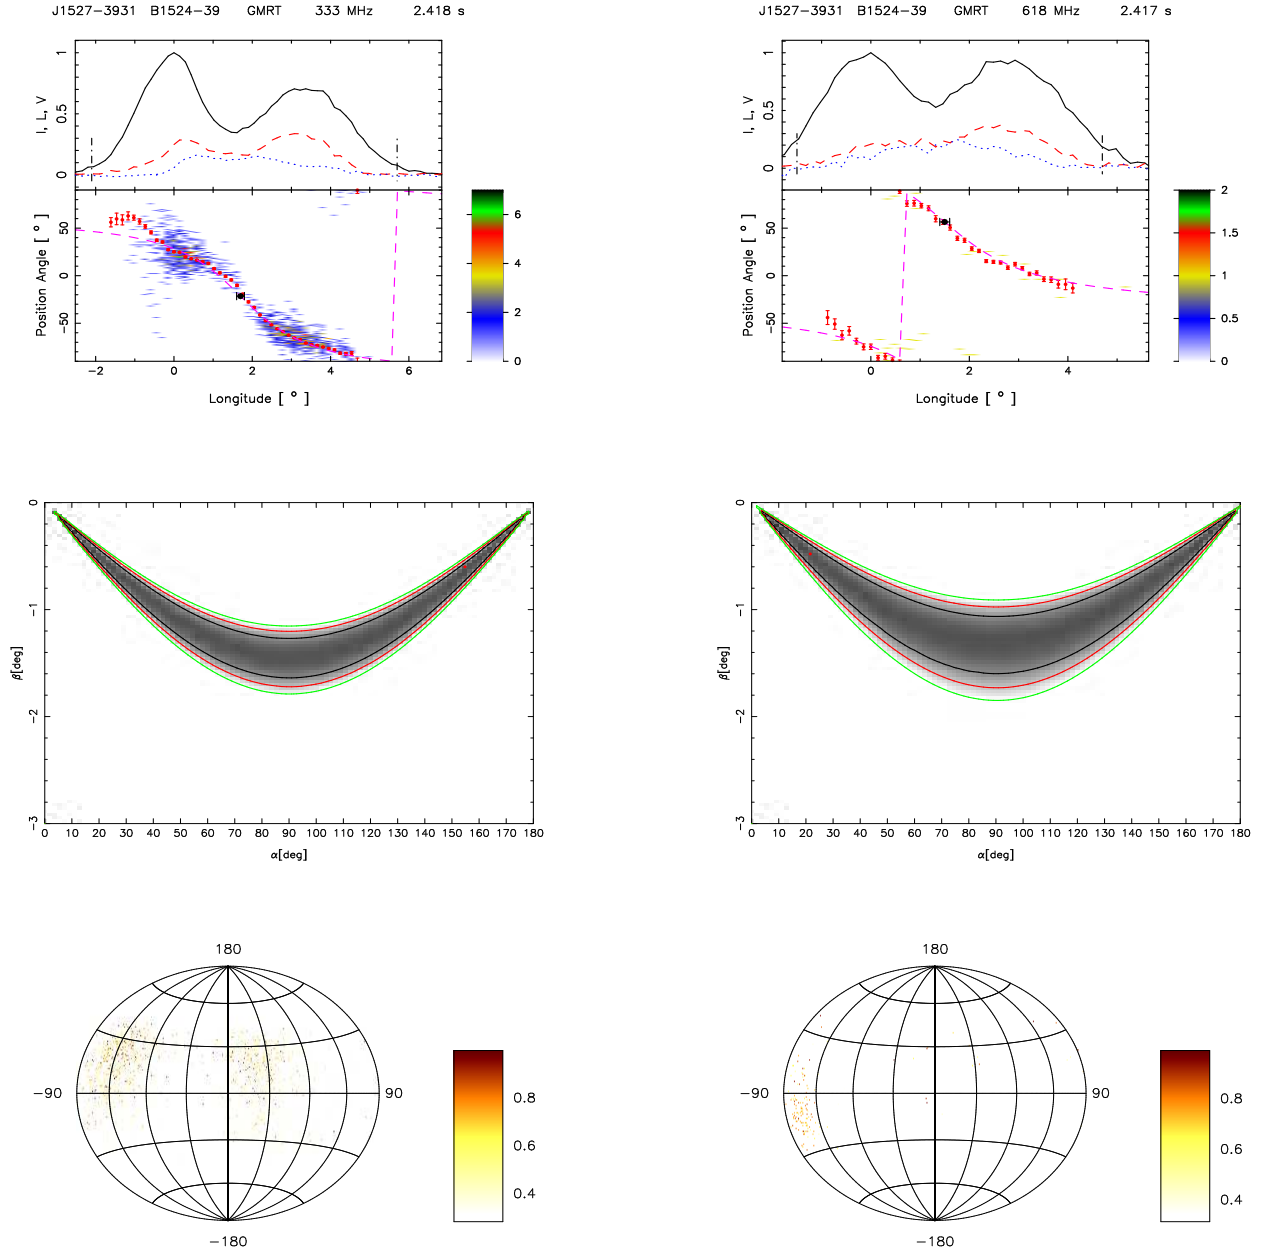 J1527-3931 B1524-39 GMRT 333 MHz 2.418 s
J1527-3931 B1524-39 GMRT 618 MHz 2.417 s
I, L, V
1
0.5
0
Position Angle [ ° ]
50
0
-50
-2 0 2 4 6
Longitude [ ° ]
6
4
2
0
I, L, V
1
0.5
0
Position Angle [ ° ]
50
0
-50
0 2 4
Longitude [ ° ]
2
1.5
1
0.5
0
β[deg]
0
-1
-2
-3
0 10 20 30 40 50 60 70 80 90 100 110 120 130 140 150 160 170 180
α[deg]
β[deg]
0
-1
-2
-3
0 10 20 30 40 50 60 70 80 90 100 110 120 130 140 150 160 170 180
α[deg]
180
-90
90
-180
0.8
0.6
0.4
180
-90
90
-180
0.8
0.6
0.4